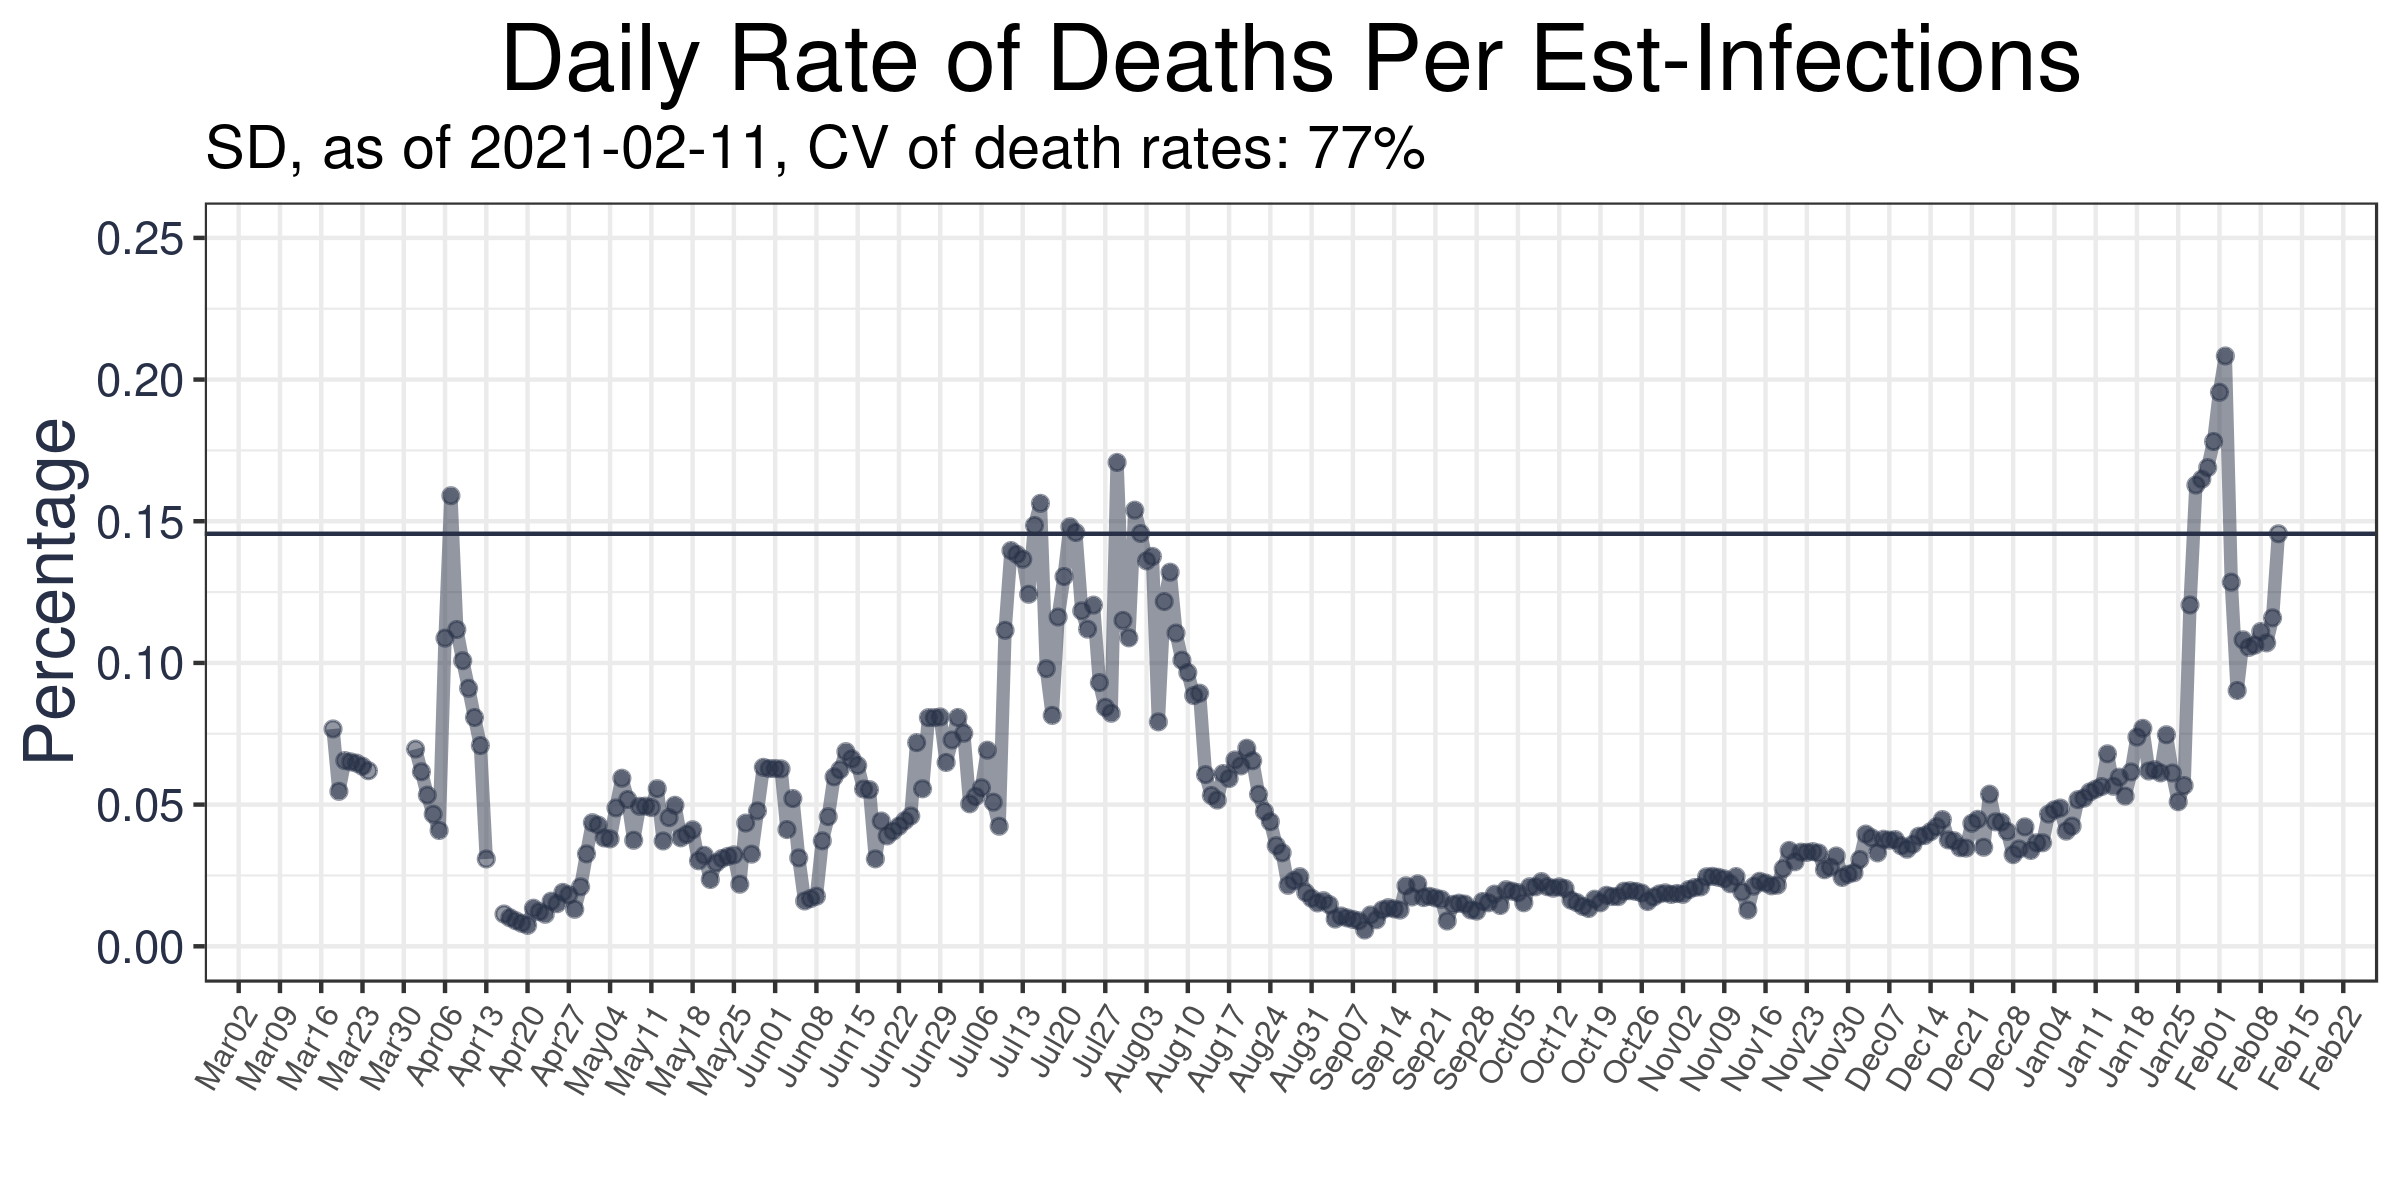 Daily Rate of Deaths Per Est-Infections
SD, as of 2021-02-11, CV of death rates: 77%
Percentage
0.25
0.20
0.15
0.10
0.05
0.00
Mar02
Mar09
Mar16
Mar23
Mar30
Apr06
Apr13
Apr20
Apr27
May04
May11
May18
May25
Jun01
Jun08
Jun15
Jun22
Jun29
Jul06
Jul13
Jul20
Jul27
Aug03
Aug10
Aug17
Aug24
Aug31
Sep07
Sep14
Sep21
Sep28
Oct05
Oct12
Oct19
Oct26
Nov02
Nov09
Nov16
Nov23
Nov30
Dec07
Dec14
Dec21
Dec28
Jan04
Jan11
Jan18
Jan25
Feb01
Feb08
Feb15
Feb22